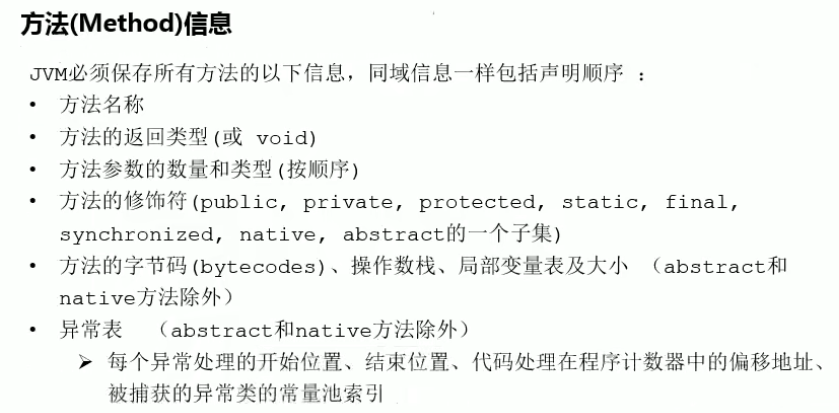 方法(Method)信息
JVM必须保存所有方法的以下信息，同域信息一样包括声明顺序 ：
• 方法名称
• 方法的返回类型(或 void)
• 方法参数的数量和类型(按顺序)
• 方法的修饰符(public, private, protected, static, final,
synchronized, native, abstract的一个子集)
• 方法的字节码(bytecodes)、操作数栈、局部变量表及大小 （abstract和
native方法除外）
• 异常表 （abstract和native方法除外）
➢ 每个异常处理的开始位置、结束位置、代码处理在程序计数器中的偏移地址、
被捕获的异常类的常量池索引